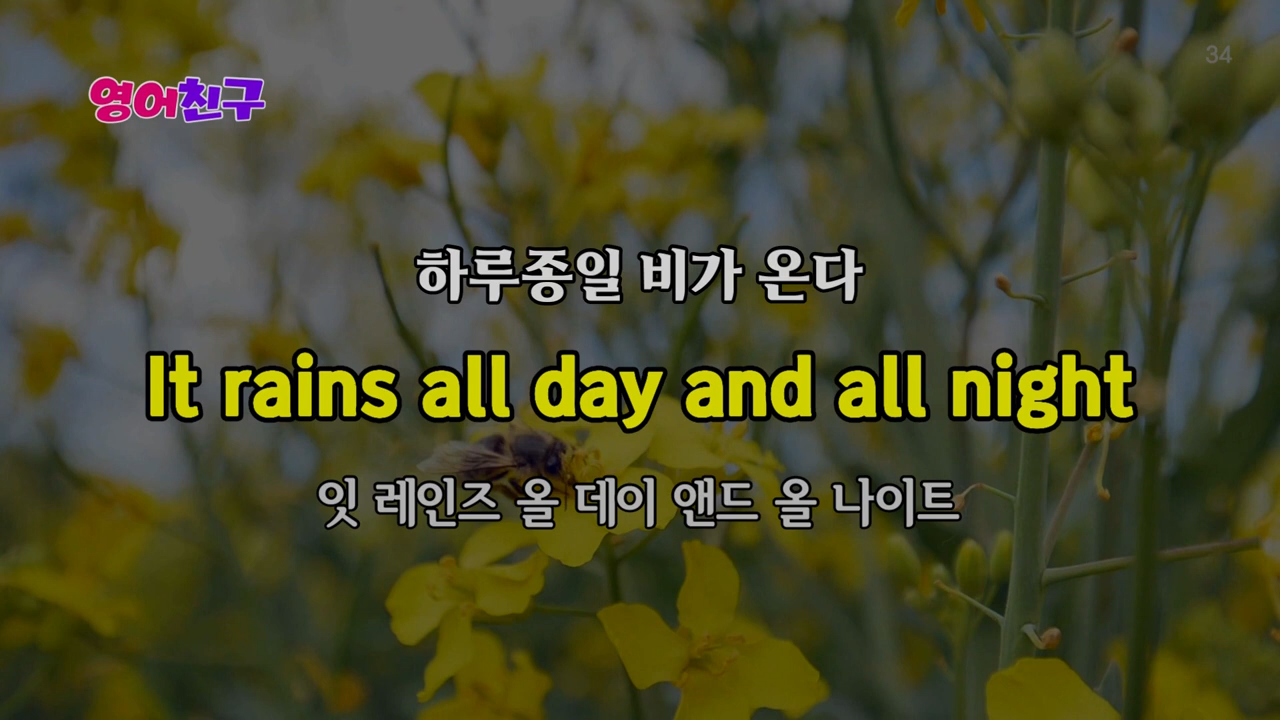 34
영어친구
하루종일 비가 온다
It rains all day and all night
잇 레인즈 올 데이 앤드 올 나이트